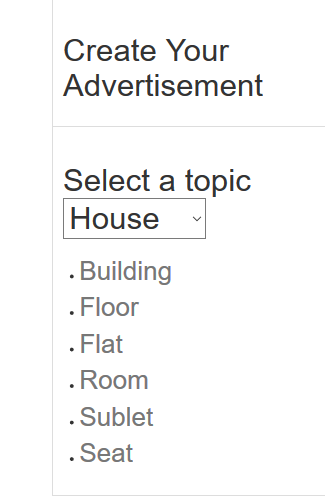 Create Your
Advertisement
Select a topic
House
Building
Floor
Flat
Room
Sublet
Seat